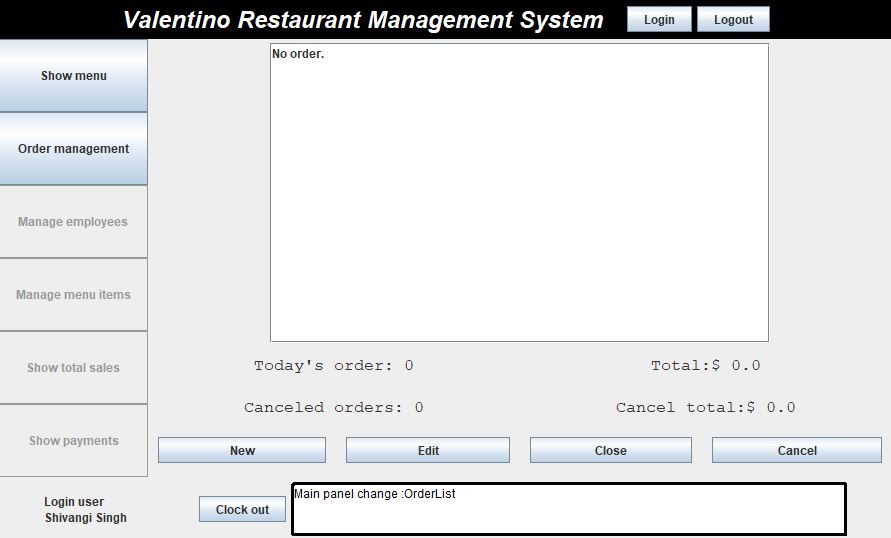 Valentino Restaurant Management System
Login
Logout
Show menu
Order management
Manage employees
Manage menu items
Show total sales
Show payments
No order.
Today's order: 0
Total:$ 0.0
Canceled orders: 0
Cancel total:$ 0.0
New
Edit
Close
Cancel
Login user
Shivangi Singh
Clock out
Main panel change :OrderList